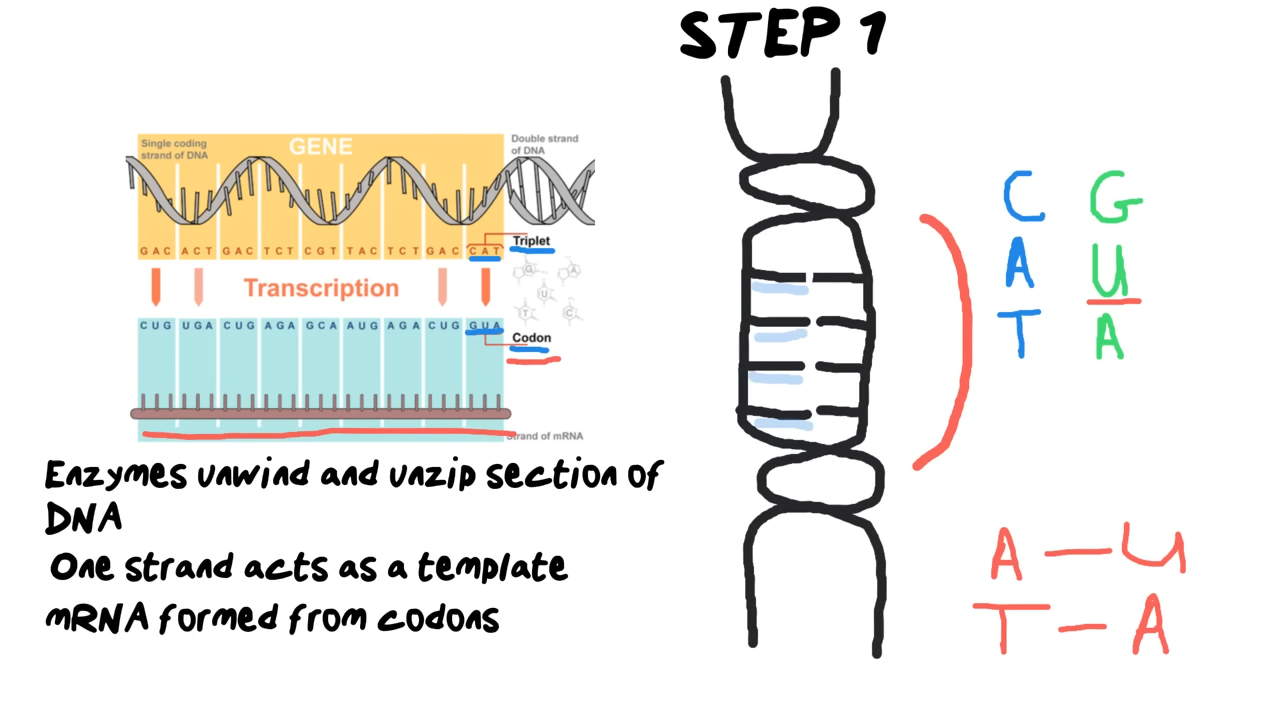 STEP 1
Single coding
strand of DNA
GENE
Double strand
of DNA
GAC ACT GAC TCT CGT TAC TCT GAC CAT
Triplet
G
A
U
T
C
Transcription
CUG UGA CUG AGA GCA AUG AGA CUG GUA
Codon
Strand of mRNA
Enzymes unwind and unzip section of
DNA
One strand acts as a template
mRNA formed from codons
C G
A U
T A
A — U
T — A